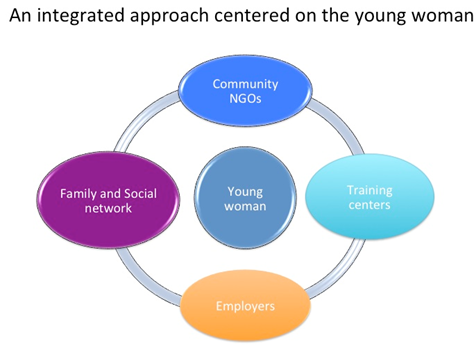 An integrated approach centered on the young woman
Community
NGOs
Family and Social
network
Young
woman
Training
centers
Employers